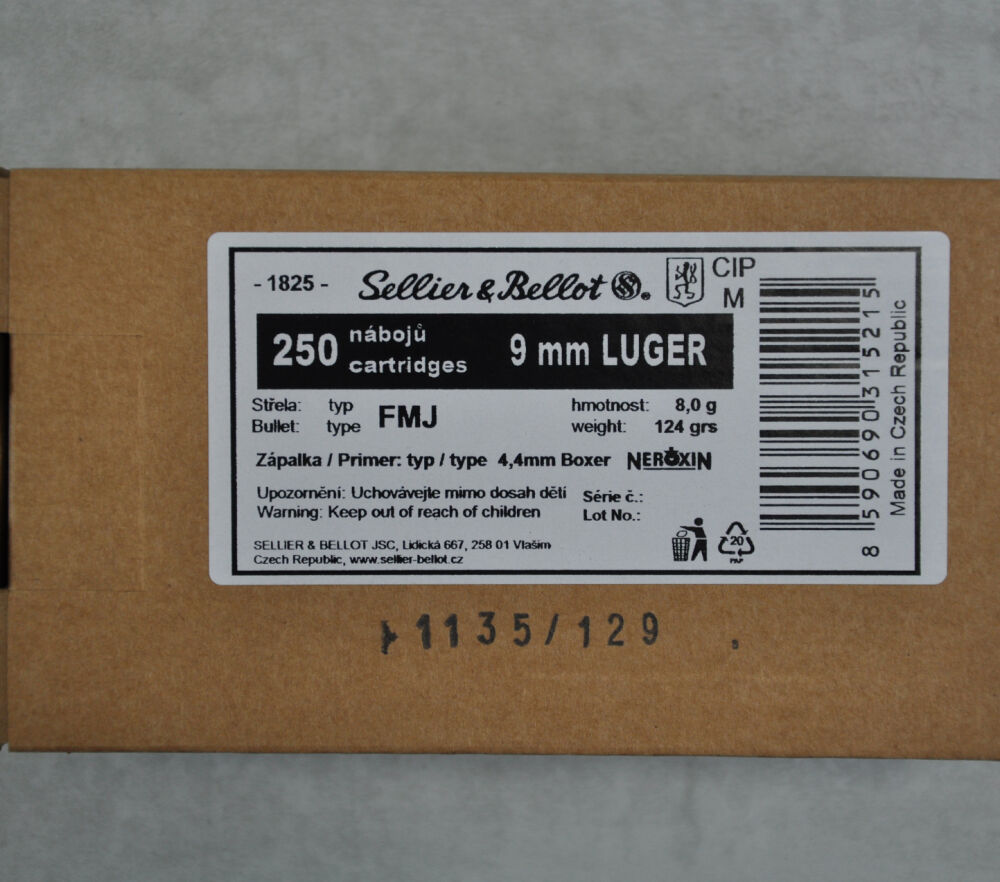 - 1825 -
Sellier & Bellot
CIP
M
250 nábojů
cartridges
9 mm LUGER
Střela: typ FMJ hmotnost: 8,0 g
Bullet: type weight: 124 grs
Zápalka / Primer: typ / type 4,4mm Boxer NEROXIN
Upozornění: Uchovávejte mimo dosah dětí
Warning: Keep out of reach of children
Série č.:
Lot No.:
SELLIER & BELLOT JSC, Lidická 667, 258 01 Vlašim
Czech Republic, www.sellier-bellot.cz
20
PAP
8 590690 315215
Made in Czech Republic
1135/129